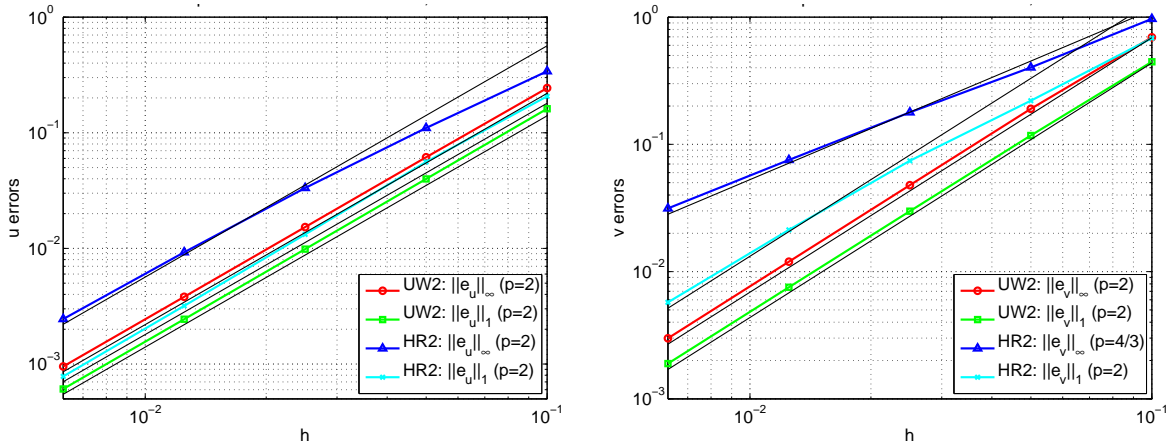 10^0
10^-1
10^-2
10^-3
u errors
10^-2
10^-1
h
UW2: ||e_u||_∞ (p=2)
UW2: ||e_u||_1 (p=2)
HR2: ||e_u||_∞ (p=2)
HR2: ||e_u||_1 (p=2)
10^0
10^-1
10^-2
10^-3
v errors
10^-2
10^-1
h
UW2: ||e_v||_∞ (p=2)
UW2: ||e_v||_1 (p=2)
HR2: ||e_v||_∞ (p=4/3)
HR2: ||e_v||_1 (p=2)